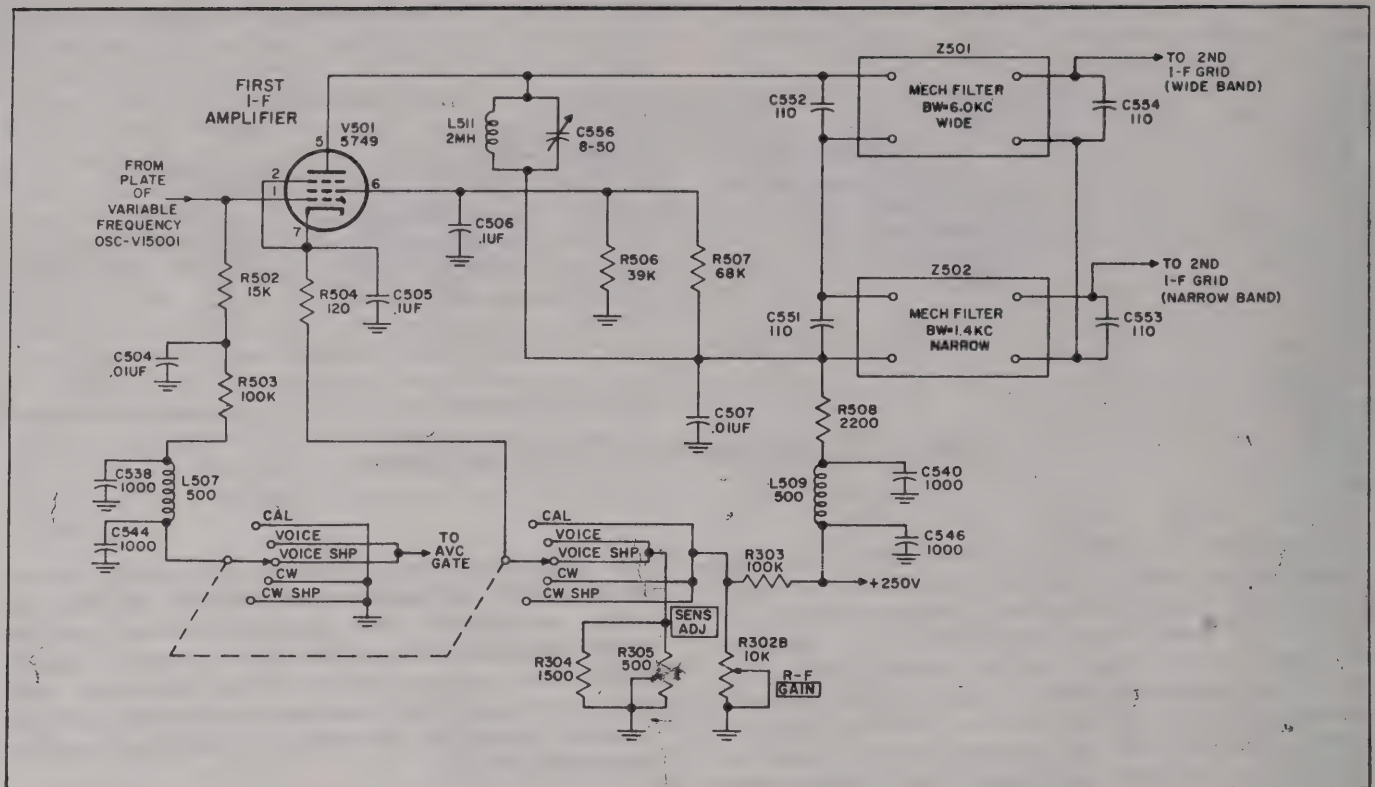 FIRST
I-F
AMPLIFIER
V501
5749
5
2
1
6
7
FROM
PLATE
OF
VARIABLE
FREQUENCY
OSC-V15001
L511
2MH
C556
8-50
C552
110
Z501
MECH FILTER
BW=6.0KC
WIDE
TO 2ND
I-F GRID
(WIDE BAND)
C554
110
R502
15K
R504
120
C505
.1UF
C506
.1UF
R506
39K
R507
68K
C551
110
Z502
MECH FILTER
BW=1.4KC
NARROW
TO 2ND
I-F GRID
(NARROW BAND)
C553
110
C504
.01UF
R503
100K
C507
.01UF
R508
2200
C538
1000
L507
500
C544
1000
L509
500
C540
1000
C546
1000
CAL
VOICE
VOICE SHP
CW
CW SHP
TO
AVC
GATE
CAL
VOICE
VOICE SHP
CW
CW SHP
R303
100K
+250V
SENS
ADJ
R304
1500
R305
500
R302B
10K
R-F
GAIN